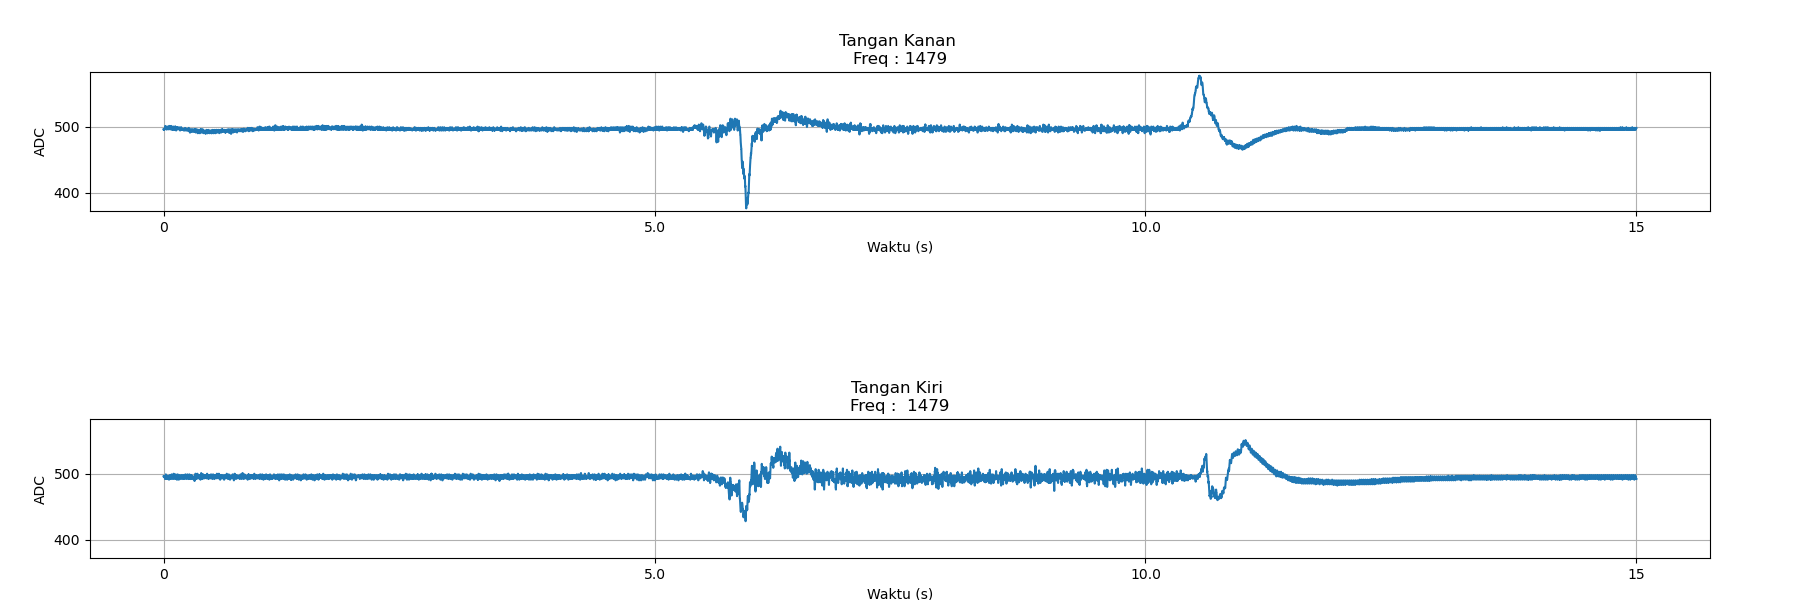 Tangan Kanan
Freq : 1479
ADC
500
400
0 5.0 10.0 15
Waktu (s)
Tangan Kiri
Freq :  1479
ADC
500
400
0 5.0 10.0 15
Waktu (s)